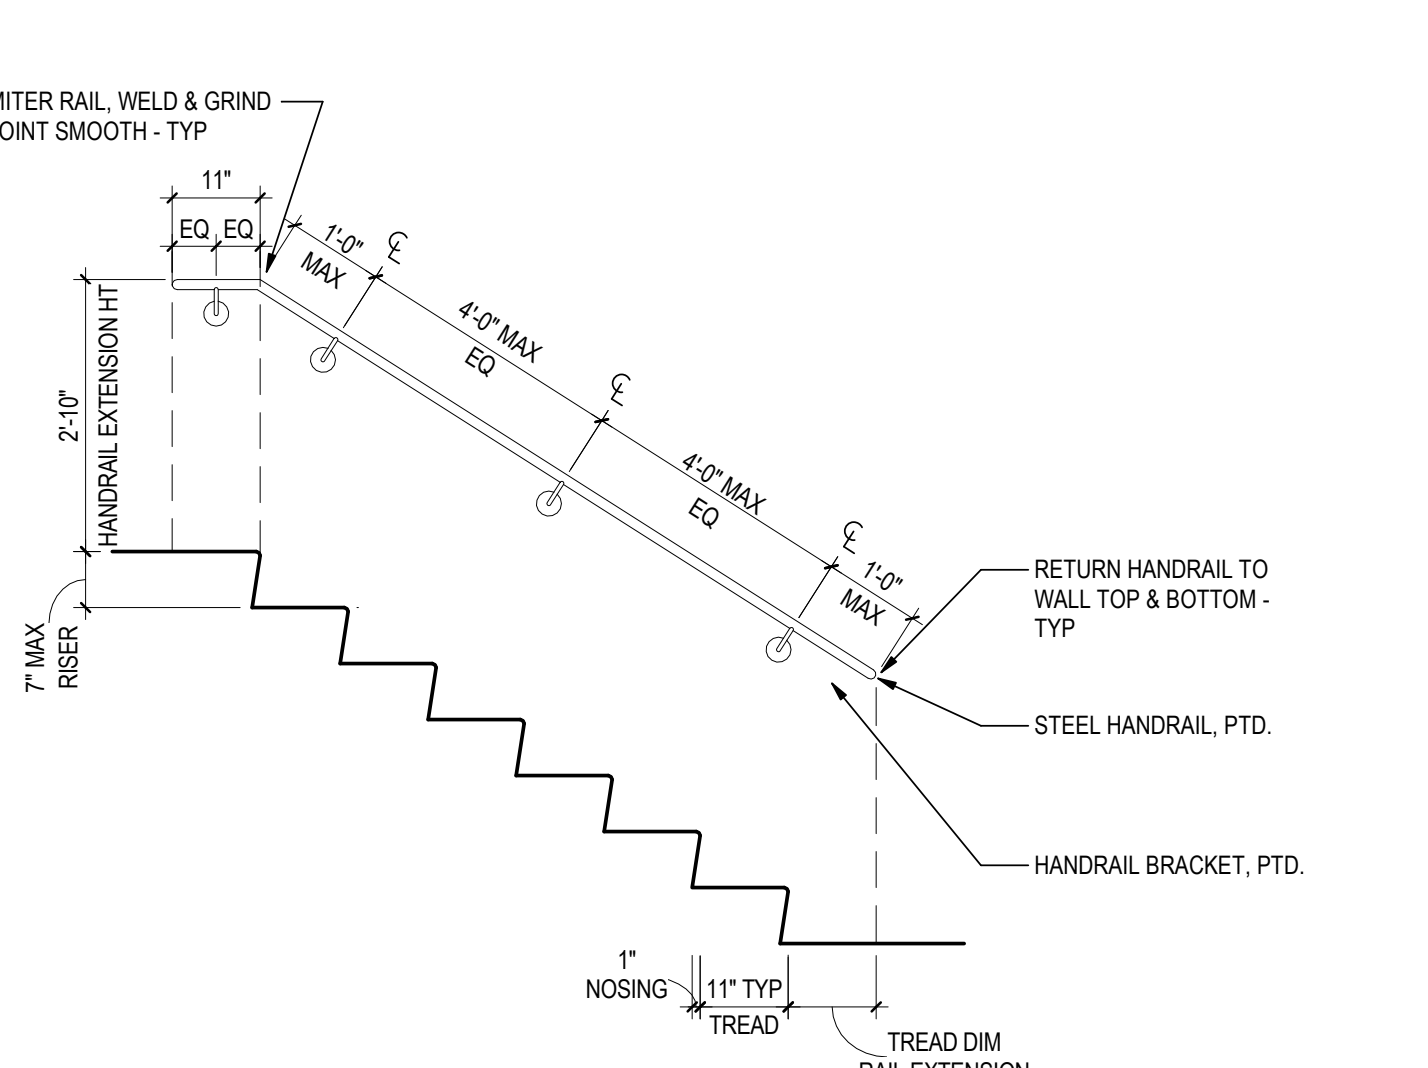 MITER RAIL, WELD & GRIND
OINT SMOOTH - TYP
11"
EQ EQ
1'-0"
MAX
4'-0" MAX
EQ
4'-0" MAX
EQ
1'-0"
MAX
2'-10"
HANDRAIL EXTENSION HT
7" MAX
RISER
RETURN HANDRAIL TO
WALL TOP & BOTTOM -
TYP
STEEL HANDRAIL, PTD.
HANDRAIL BRACKET, PTD.
1"
NOSING
11" TYP
TREAD
TREAD DIM
RAIL EXTENSION